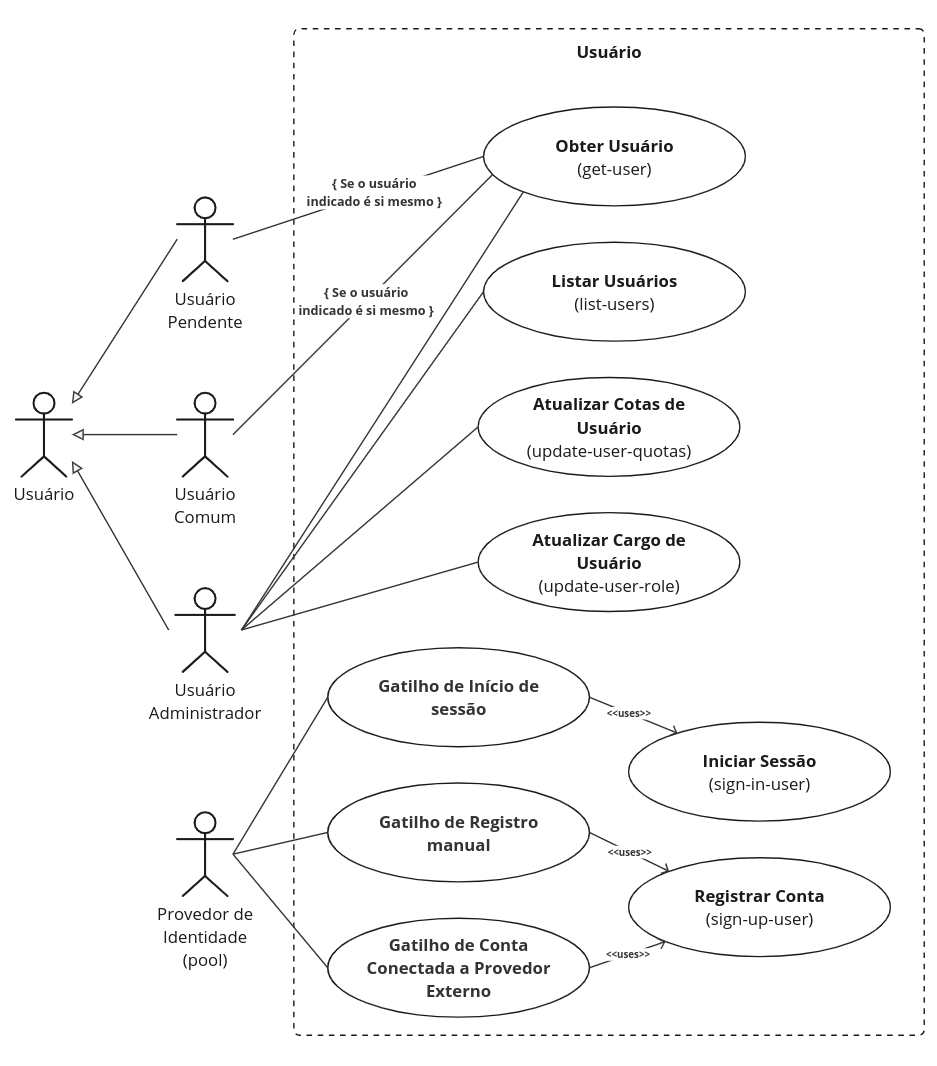 Usuário
Obter Usuário
(get-user)
{ Se o usuário
indicado é si mesmo }
Usuário
Pendente
Listar Usuários
(list-users)
{ Se o usuário
indicado é si mesmo }
Atualizar Cotas de
Usuário
(update-user-quotas)
Usuário
Usuário
Comum
Atualizar Cargo de
Usuário
(update-user-role)
Usuário
Administrador
Gatilho de Início de
sessão
<<uses>>
Iniciar Sessão
(sign-in-user)
Gatilho de Registro
manual
<<uses>>
Registrar Conta
(sign-up-user)
Provedor de
Identidade
(pool)
Gatilho de Conta
Conectada a Provedor
Externo
<<uses>>